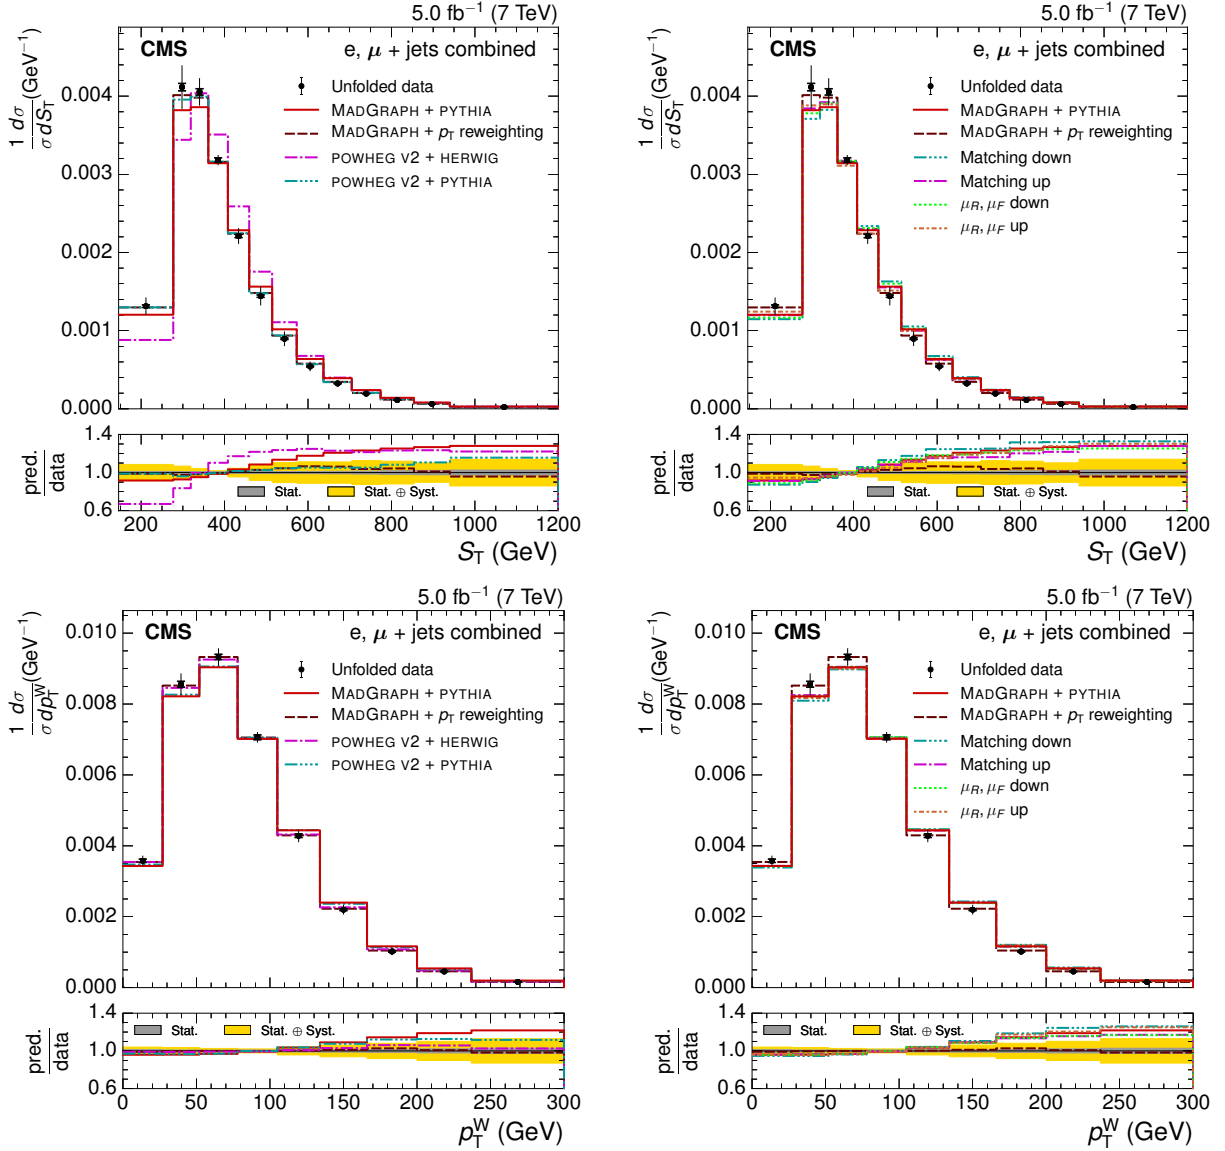 5.0 fb⁻¹ (7 TeV)
CMS e, μ + jets combined
Unfolded data
MADGRAPH + PYTHIA
MADGRAPH + p_T reweighting
POWHEG V2 + HERWIG
POWHEG V2 + PYTHIA
1/σ dσ/dS_T (GeV⁻¹)
0.004
0.003
0.002
0.001
0.000
pred./data
1.4
1.0
0.6
Stat. Stat. ⊕ Syst.
200 400 600 800 1000 1200
S_T (GeV)
5.0 fb⁻¹ (7 TeV)
CMS e, μ + jets combined
Unfolded data
MADGRAPH + PYTHIA
MADGRAPH + p_T reweighting
Matching down
Matching up
μ_R, μ_F down
μ_R, μ_F up
1/σ dσ/dS_T (GeV⁻¹)
0.004
0.003
0.002
0.001
0.000
pred./data
1.4
1.0
0.6
Stat. Stat. ⊕ Syst.
200 400 600 800 1000 1200
S_T (GeV)
5.0 fb⁻¹ (7 TeV)
CMS e, μ + jets combined
Unfolded data
MADGRAPH + PYTHIA
MADGRAPH + p_T reweighting
POWHEG V2 + HERWIG
POWHEG V2 + PYTHIA
1/σ dσ/dp_T^W (GeV⁻¹)
0.010
0.008
0.006
0.004
0.002
0.000
pred./data
1.4
1.0
0.6
Stat. Stat. ⊕ Syst.
0 50 100 150 200 250 300
p_T^W (GeV)
5.0 fb⁻¹ (7 TeV)
CMS e, μ + jets combined
Unfolded data
MADGRAPH + PYTHIA
MADGRAPH + p_T reweighting
Matching down
Matching up
μ_R, μ_F down
μ_R, μ_F up
1/σ dσ/dp_T^W (GeV⁻¹)
0.010
0.008
0.006
0.004
0.002
0.000
pred./data
1.4
1.0
0.6
Stat. Stat. ⊕ Syst.
0 50 100 150 200 250 300
p_T^W (GeV)